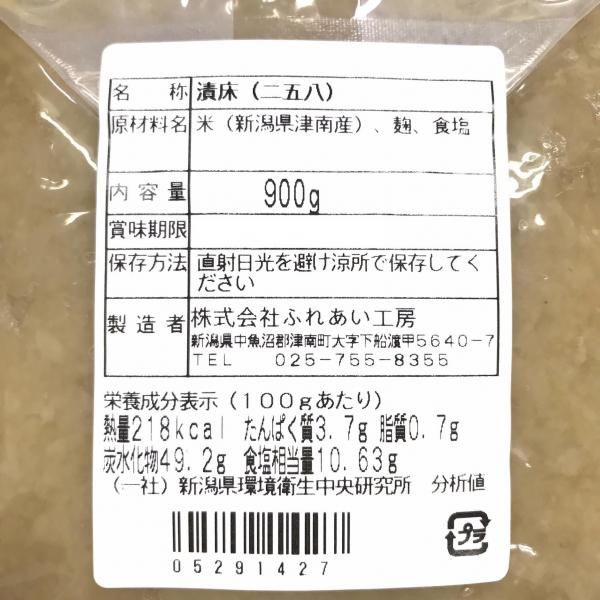 名称 漬床（二五八）
原材料名 米（新潟県津南産）、麹、食塩
内容量 900g
賞味期限
保存方法 直射日光を避け涼所で保存してく
ださい
製造者 株式会社ふれあい工房
新潟県中魚沼郡津南町大字下船渡甲5640-7
TEL 025-755-8355
栄養成分表示（100gあたり）
熱量218kcal たんぱく質3.7g 脂質0.7g
炭水化物49.2g 食塩相当量10.63g
（一社）新潟県環境衛生中央研究所 分析値
プラ
05291427